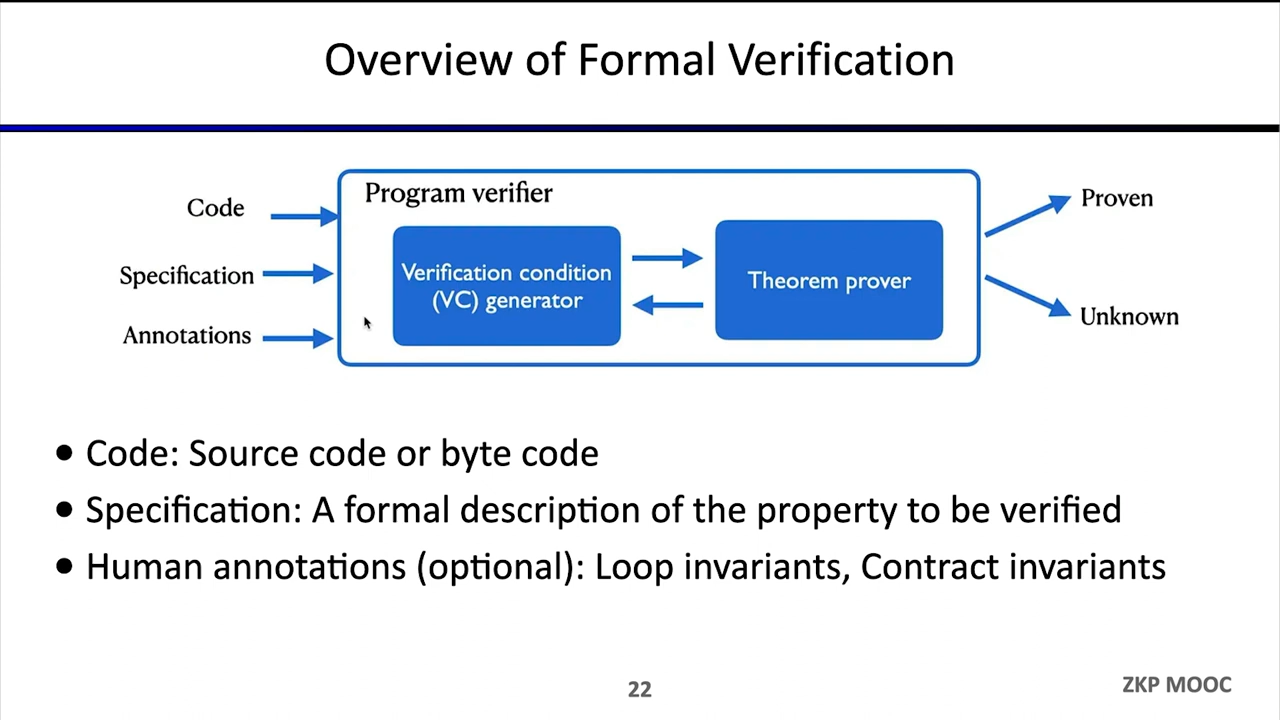 Overview of Formal Verification
Program verifier
Code
Specification
Annotations
Verification condition
(VC) generator
Theorem prover
Proven
Unknown
• Code: Source code or byte code
• Specification: A formal description of the property to be verified
• Human annotations (optional): Loop invariants, Contract invariants
22
ZKP MOOC